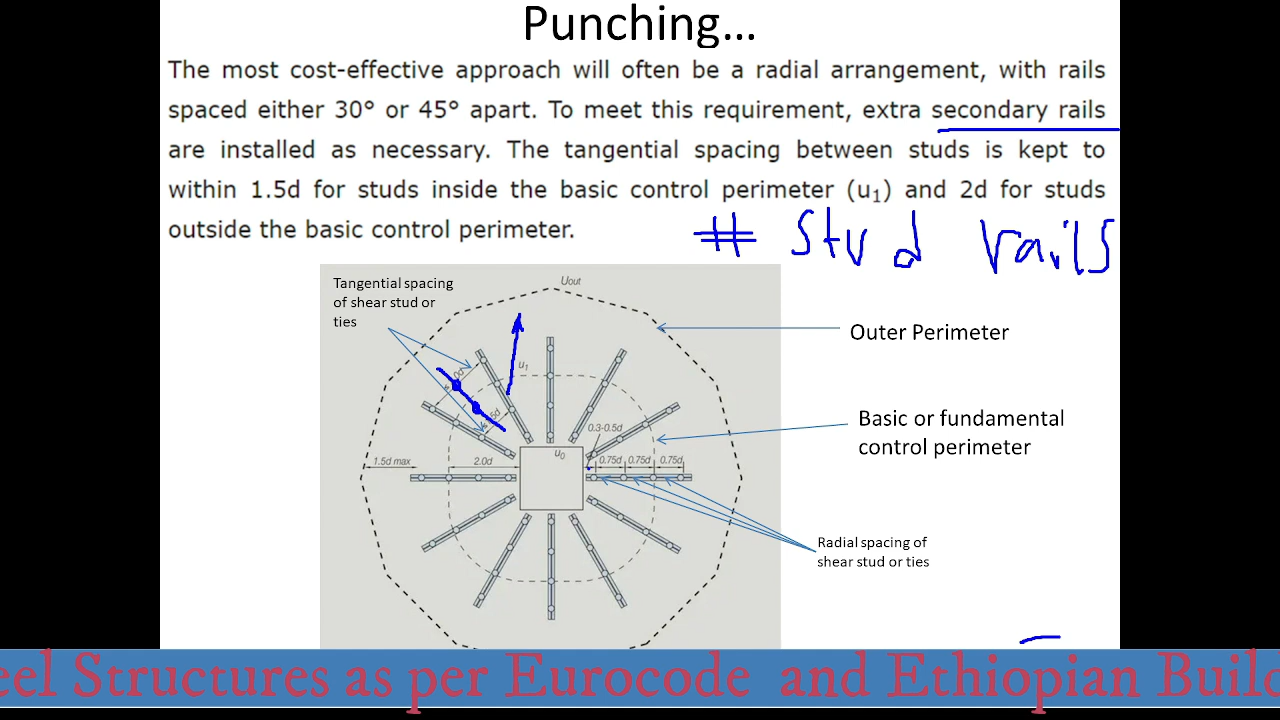 Punching…
The most cost-effective approach will often be a radial arrangement, with rails
spaced either 30° or 45° apart. To meet this requirement, extra secondary rails
are installed as necessary. The tangential spacing between studs is kept to
within 1.5d for studs inside the basic control perimeter (u₁) and 2d for studs
outside the basic control perimeter.
# Stud rails
Tangential spacing
of shear stud or
ties
Uout
Outer Perimeter
u₁
Basic or fundamental
control perimeter
0.3-0.5d
u₀
1.5d max
2.0d
0.75d 0.75d 0.75d
Radial spacing of
shear stud or ties
eel Structures as per Eurocode and Ethiopian Build